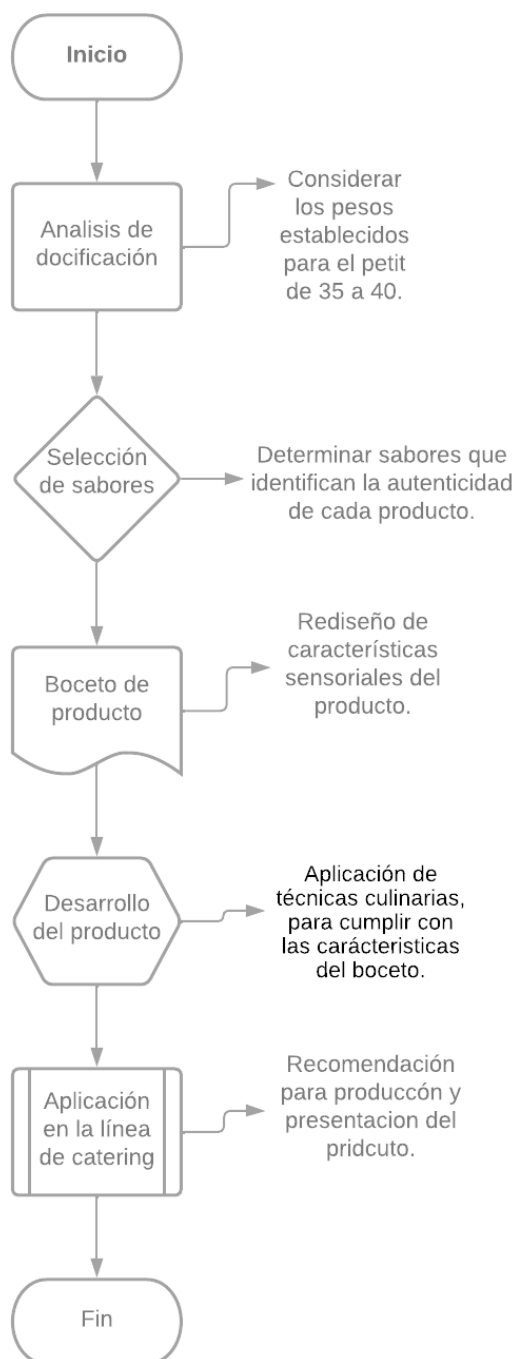 Inicio
Analisis de
docificación
Considerar
los pesos
establecidos
para el petit
de 35 a 40.
Selección
de sabores
Determinar sabores que
identifican la autenticidad
de cada producto.
Boceto de
producto
Rediseño de
características
sensoriales del
producto.
Desarrollo
del producto
Aplicación de
técnicas culinarias,
para cumplir con
las carácteristicas
del boceto.
Aplicación
en la línea
de catering
Recomendación
para produccón y
presentacion del
pridcuto.
Fin